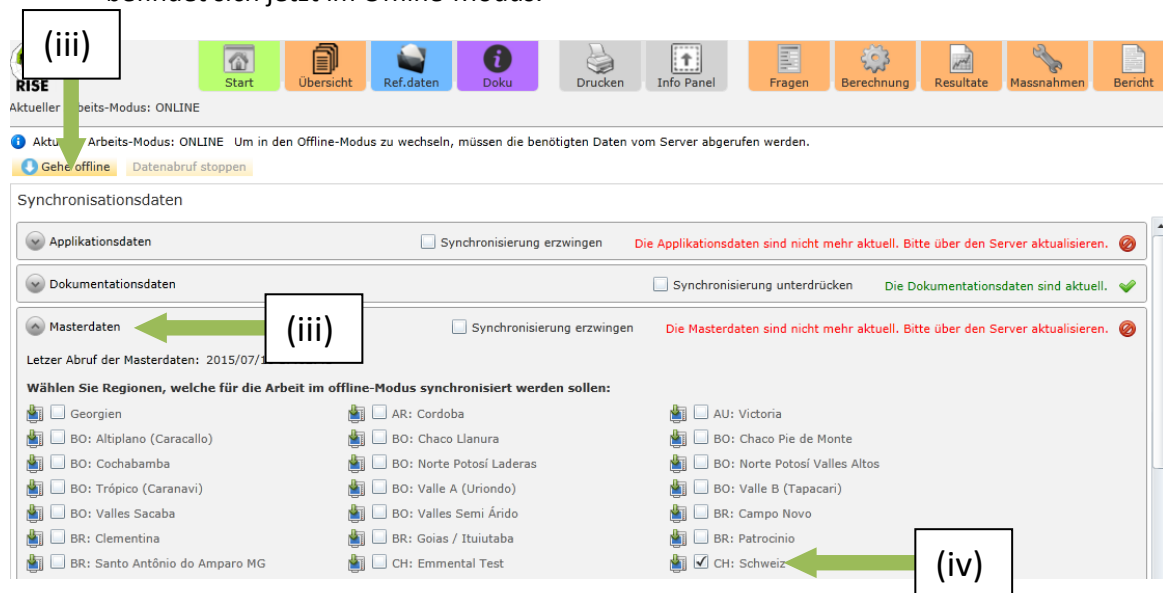 befindet sich jetzt im Offline-Modus.
(iii)
RISE
Start Übersicht Ref.daten Doku Drucken Info Panel Fragen Berechnung Resultate Massnahmen Bericht
Aktueller Arbeits-Modus: ONLINE
Aktueller Arbeits-Modus: ONLINE Um in den Offline-Modus zu wechseln, müssen die benötigten Daten vom Server abgerufen werden.
Gehe offline Datenabruf stoppen
Synchronisationsdaten
Applikationsdaten Synchronisierung erzwingen Die Applikationsdaten sind nicht mehr aktuell. Bitte über den Server aktualisieren.
Dokumentationsdaten Synchronisierung unterdrücken Die Dokumentationsdaten sind aktuell.
Masterdaten (iii) Synchronisierung erzwingen Die Masterdaten sind nicht mehr aktuell. Bitte über den Server aktualisieren.
Letzer Abruf der Masterdaten:
Wählen Sie Regionen, welche für die Arbeit im offline-Modus synchronisiert werden sollen:
Georgien AR: Cordoba AU: Victoria
BO: Altiplano (Caracallo) BO: Chaco Llanura BO: Chaco Pie de Monte
BO: Cochabamba BO: Norte Potosí Laderas BO: Norte Potosí Valles Altos
BO: Trópico (Caranavi) BO: Valle A (Uriondo) BO: Valle B (Tapacari)
BO: Valles Sacaba BO: Valles Semi Árido BR: Campo Novo
BR: Clementina BR: Goias / Ituiutaba BR: Patrocinio
BR: Santo Antônio do Amparo MG CH: Emmental Test CH: Schweiz (iv)